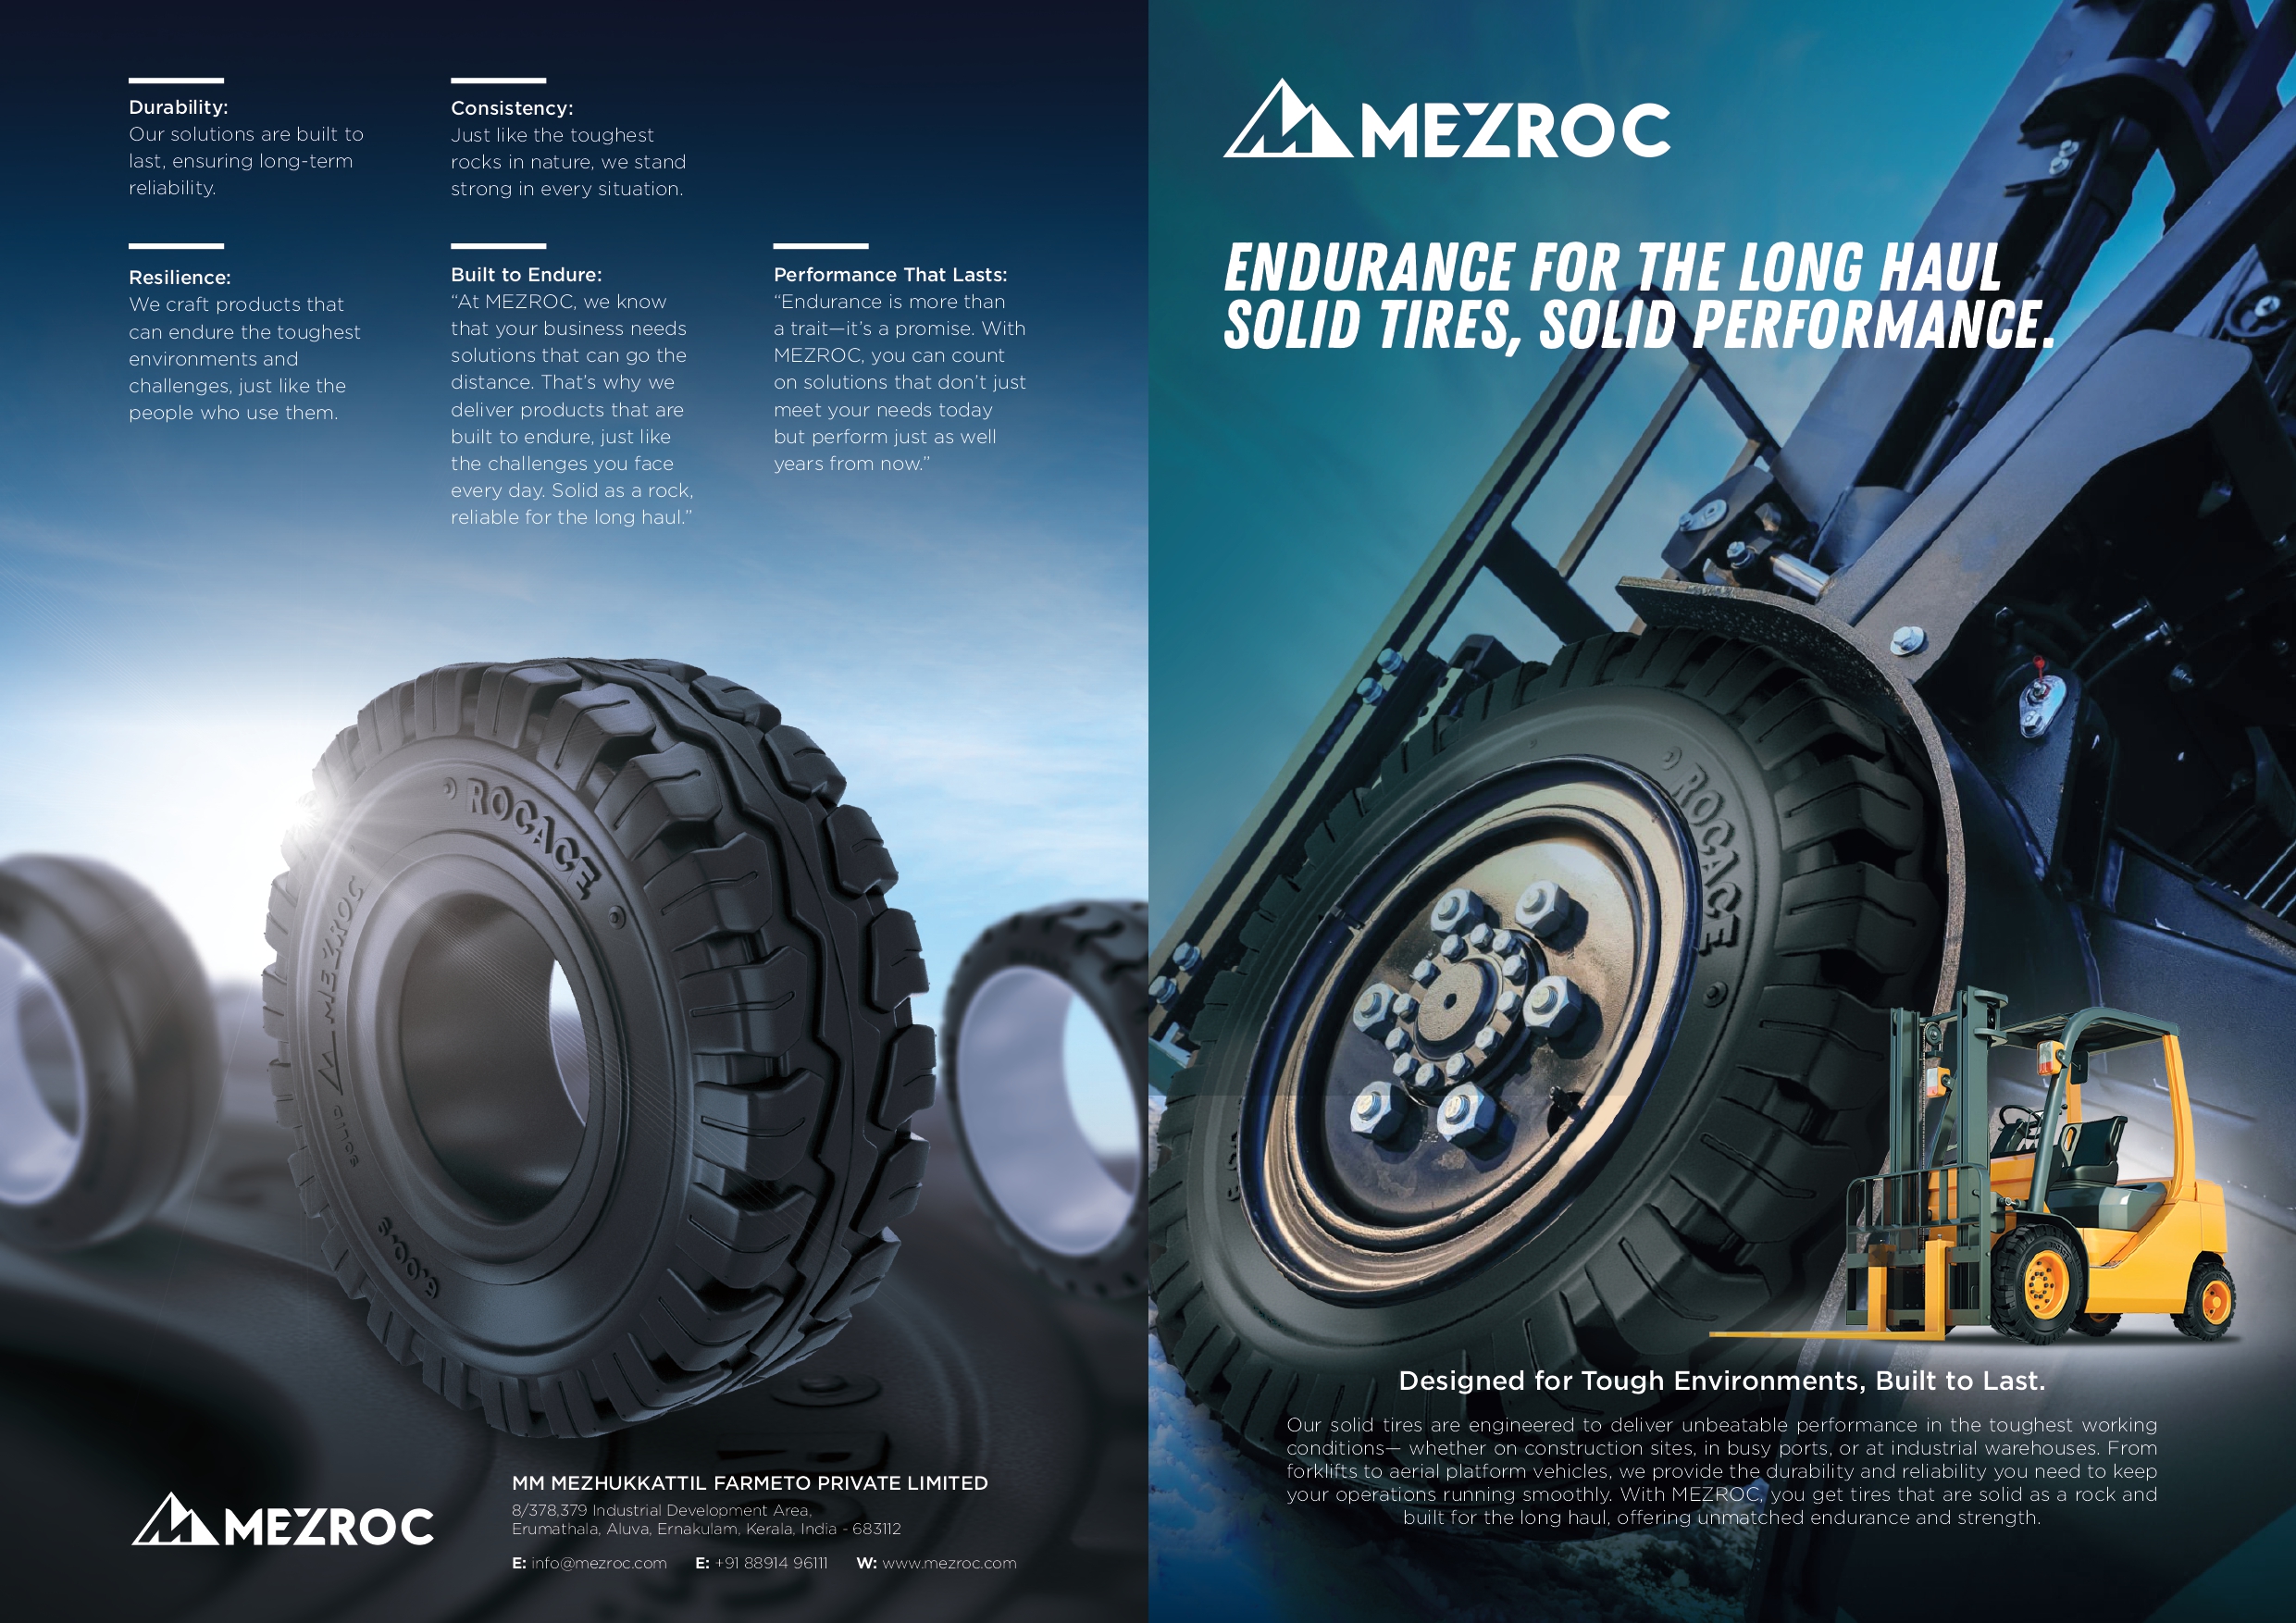 Durability:
Our solutions are built to
last, ensuring long-term
reliability.
Consistency:
Just like the toughest
rocks in nature, we stand
strong in every situation.
Resilience:
We craft products that
can endure the toughest
environments and
challenges, just like the
people who use them.
Built to Endure:
“At MEZROC, we know
that your business needs
solutions that can go the
distance. That’s why we
deliver products that are
built to endure, just like
the challenges you face
every day. Solid as a rock,
reliable for the long haul.”
Performance That Lasts:
“Endurance is more than
a trait—it’s a promise. With
MEZROC, you can count
on solutions that don’t just
meet your needs today
but perform just as well
years from now.”
ROCACE
MEZROC
SOLID
6.00-9
MEZROC
MM MEZHUKKATTIL FARMETO PRIVATE LIMITED
8/378,379 Industrial Development Area,
Erumathala, Aluva, Ernakulam, Kerala, India - 683112
E: info@mezroc.com E: +91 88914 96111 W: www.mezroc.com
MEZROC
ENDURANCE FOR THE LONG HAUL
SOLID TIRES, SOLID PERFORMANCE.
ROCACE
Designed for Tough Environments, Built to Last.
Our solid tires are engineered to deliver unbeatable performance in the toughest working
conditions— whether on construction sites, in busy ports, or at industrial warehouses. From
forklifts to aerial platform vehicles, we provide the durability and reliability you need to keep
your operations running smoothly. With MEZROC, you get tires that are solid as a rock and
built for the long haul, offering unmatched endurance and strength.